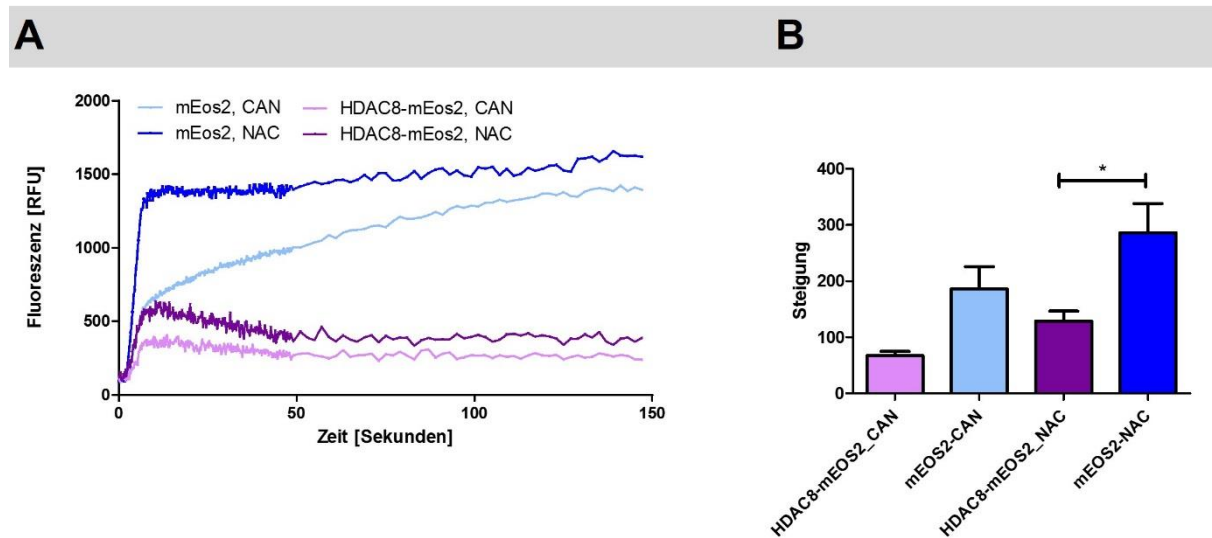 A
B
Fluoreszenz [RFU]
2000
1500
1000
500
0
mEos2, CAN
HDAC8-mEos2, CAN
mEos2, NAC
HDAC8-mEos2, NAC
0 50 100 150
Zeit [Sekunden]
Steigung
400
300
200
100
0
*
HDAC8-mEOS2_CAN
mEOS2-CAN
HDAC8-mEOS2_NAC
mEOS2-NAC